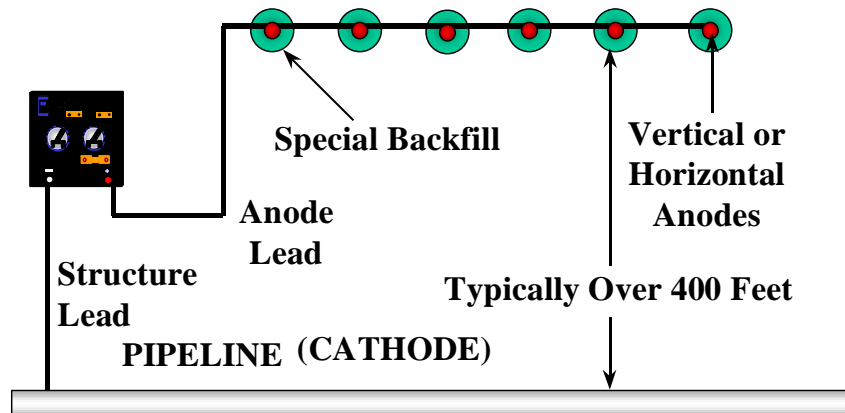 Special Backfill
Vertical or
Horizontal
Anodes
Anode
Lead
Structure
Lead
Typically Over 400 Feet
PIPELINE (CATHODE)